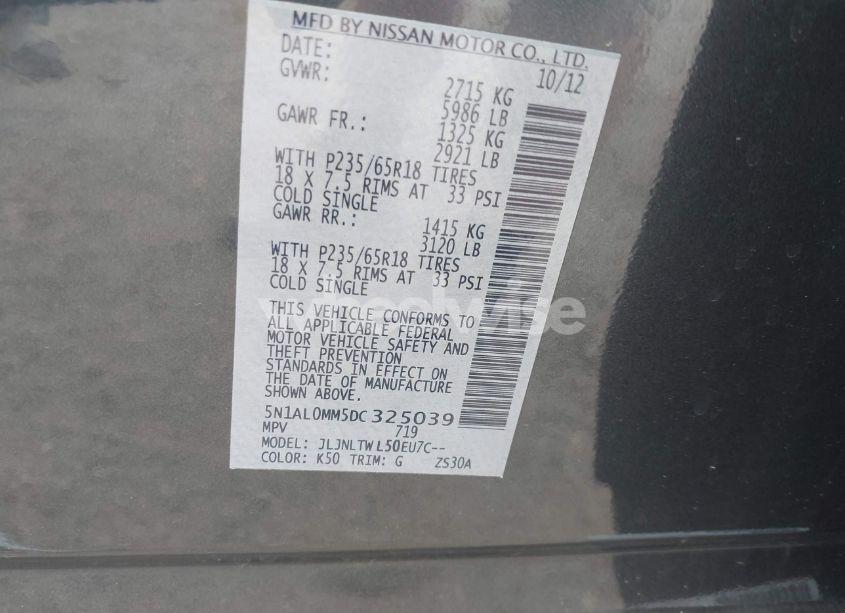 MFD BY NISSAN MOTOR CO., LTD.
DATE: 10/12
GVWR: 2715 KG
5986 LB
GAWR FR.: 1325 KG
2921 LB
WITH P235/65R18 TIRES
18 X 7.5 RIMS AT 33 PSI
COLD SINGLE
GAWR RR.: 1415 KG
3120 LB
WITH P235/65R18 TIRES
18 X 7.5 RIMS AT 33 PSI
COLD SINGLE
THIS VEHICLE CONFORMS TO
ALL APPLICABLE FEDERAL
MOTOR VEHICLE SAFETY AND
THEFT PREVENTION
STANDARDS IN EFFECT ON
THE DATE OF MANUFACTURE
SHOWN ABOVE.
5N1AL0MM5DC325039
MPV 719
MODEL: JLJNLTWL50EU7C--
COLOR: K50 TRIM: G ZS30A
wheelwise